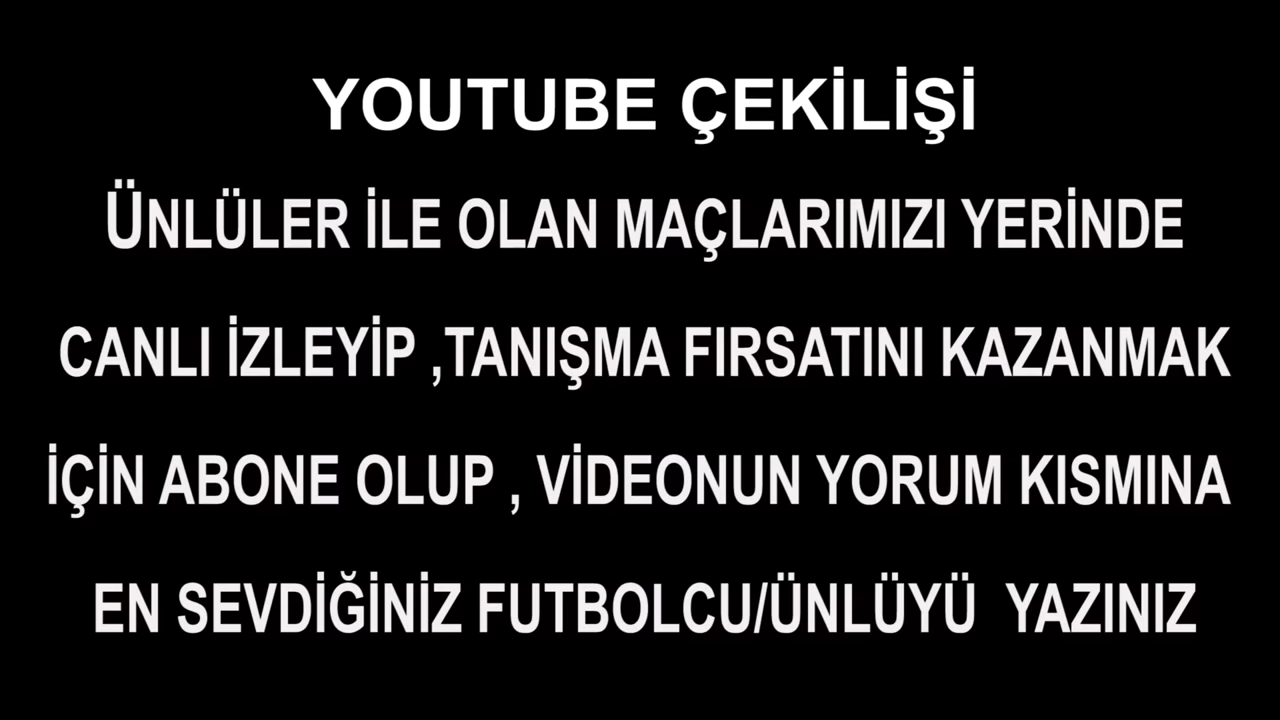 YOUTUBE ÇEKİLİŞİ
ÜNLÜLER İLE OLAN MAÇLARIMIZI YERİNDE
CANLI İZLEYİP ,TANIŞMA FIRSATINI KAZANMAK
İÇİN ABONE OLUP , VİDEONUN YORUM KISMINA
EN SEVDİĞİNİZ FUTBOLCU/ÜNLÜYÜ YAZINIZ